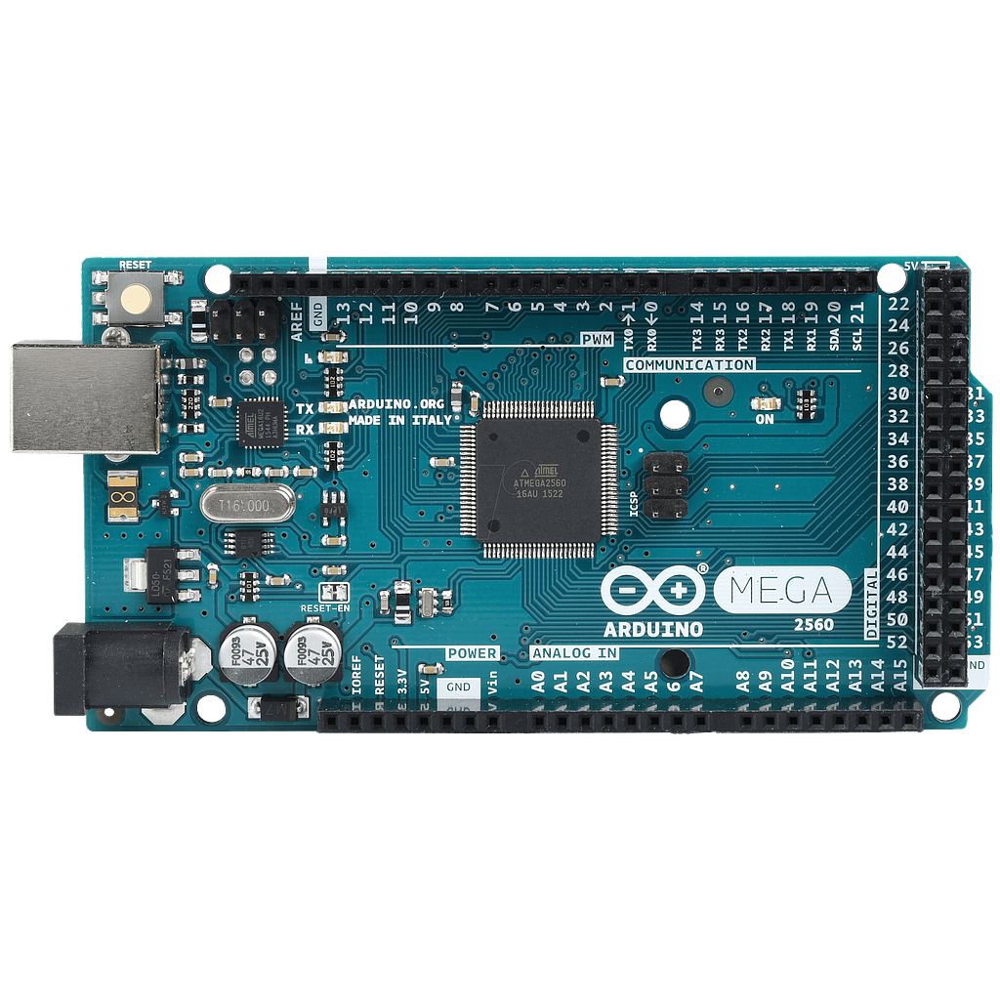 RESET
5V
AREF
GND
13
12
11
10
9
8
7
6
5
4
3
2
TX0→1
RX0←0
TX3 14
RX3 15
TX2 16
RX2 17
TX1 18
RX1 19
SDA 20
SCL 21
PWM
COMMUNICATION
22
24
26
28
30
31
32
33
34
35
36
37
38
39
40
41
42
43
44
45
46
47
48
49
50
51
52
53
GND
L
TX
RX
ARDUINO.ORG
MADE IN ITALY
ON
ATMEL
ATMEGA2560
16AU 1522
ICSP
T16.000
RESET-EN
F0093
47
25V
F0093
47
25V
ARDUINO
®
MEGA
2560
DIGITAL
POWER
ANALOG IN
IOREF
RESET
3.3V
5V
GND
Vin
A0
A1
A2
A3
A4
A5
6
A7
A8
A9
A10
A11
A12
A13
A14
A15